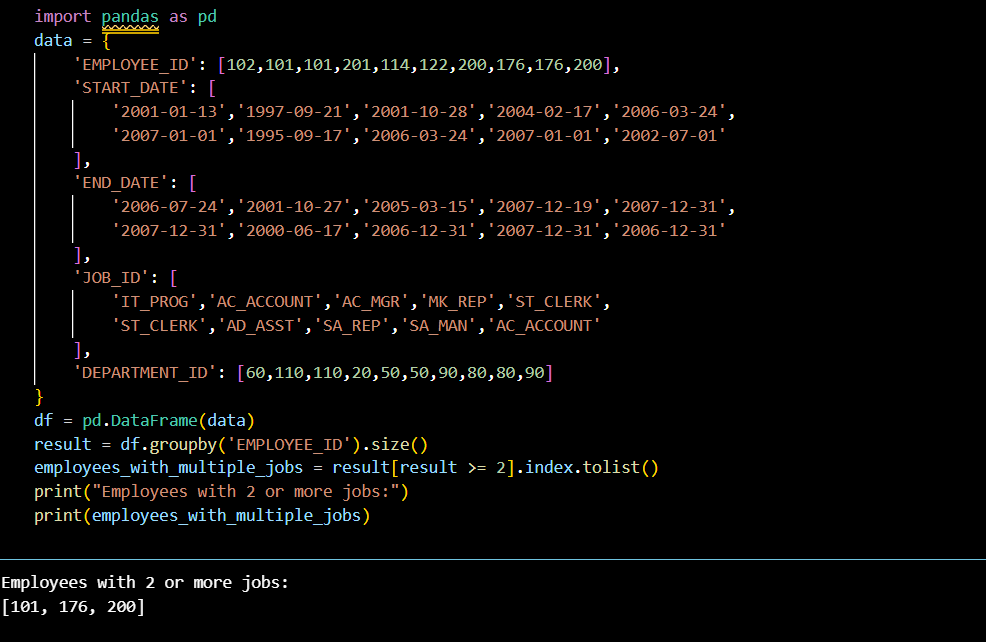 import pandas as pd
data = {
    'EMPLOYEE_ID': [102,101,101,201,114,122,200,176,176,200],
    'START_DATE': [
        '2001-01-13','1997-09-21','2001-10-28','2004-02-17','2006-03-24',
        '2007-01-01','1995-09-17','2006-03-24','2007-01-01','2002-07-01'
    ],
    'END_DATE': [
        '2006-07-24','2001-10-27','2005-03-15','2007-12-19','2007-12-31',
        '2007-12-31','2000-06-17','2006-12-31','2007-12-31','2006-12-31'
    ],
    'JOB_ID': [
        'IT_PROG','AC_ACCOUNT','AC_MGR','MK_REP','ST_CLERK',
        'ST_CLERK','AD_ASST','SA_REP','SA_MAN','AC_ACCOUNT'
    ],
    'DEPARTMENT_ID': [60,110,110,20,50,50,90,80,80,90]
}
df = pd.DataFrame(data)
result = df.groupby('EMPLOYEE_ID').size()
employees_with_multiple_jobs = result[result >= 2].index.tolist()
print("Employees with 2 or more jobs:")
print(employees_with_multiple_jobs)
Employees with 2 or more jobs:
[101, 176, 200]